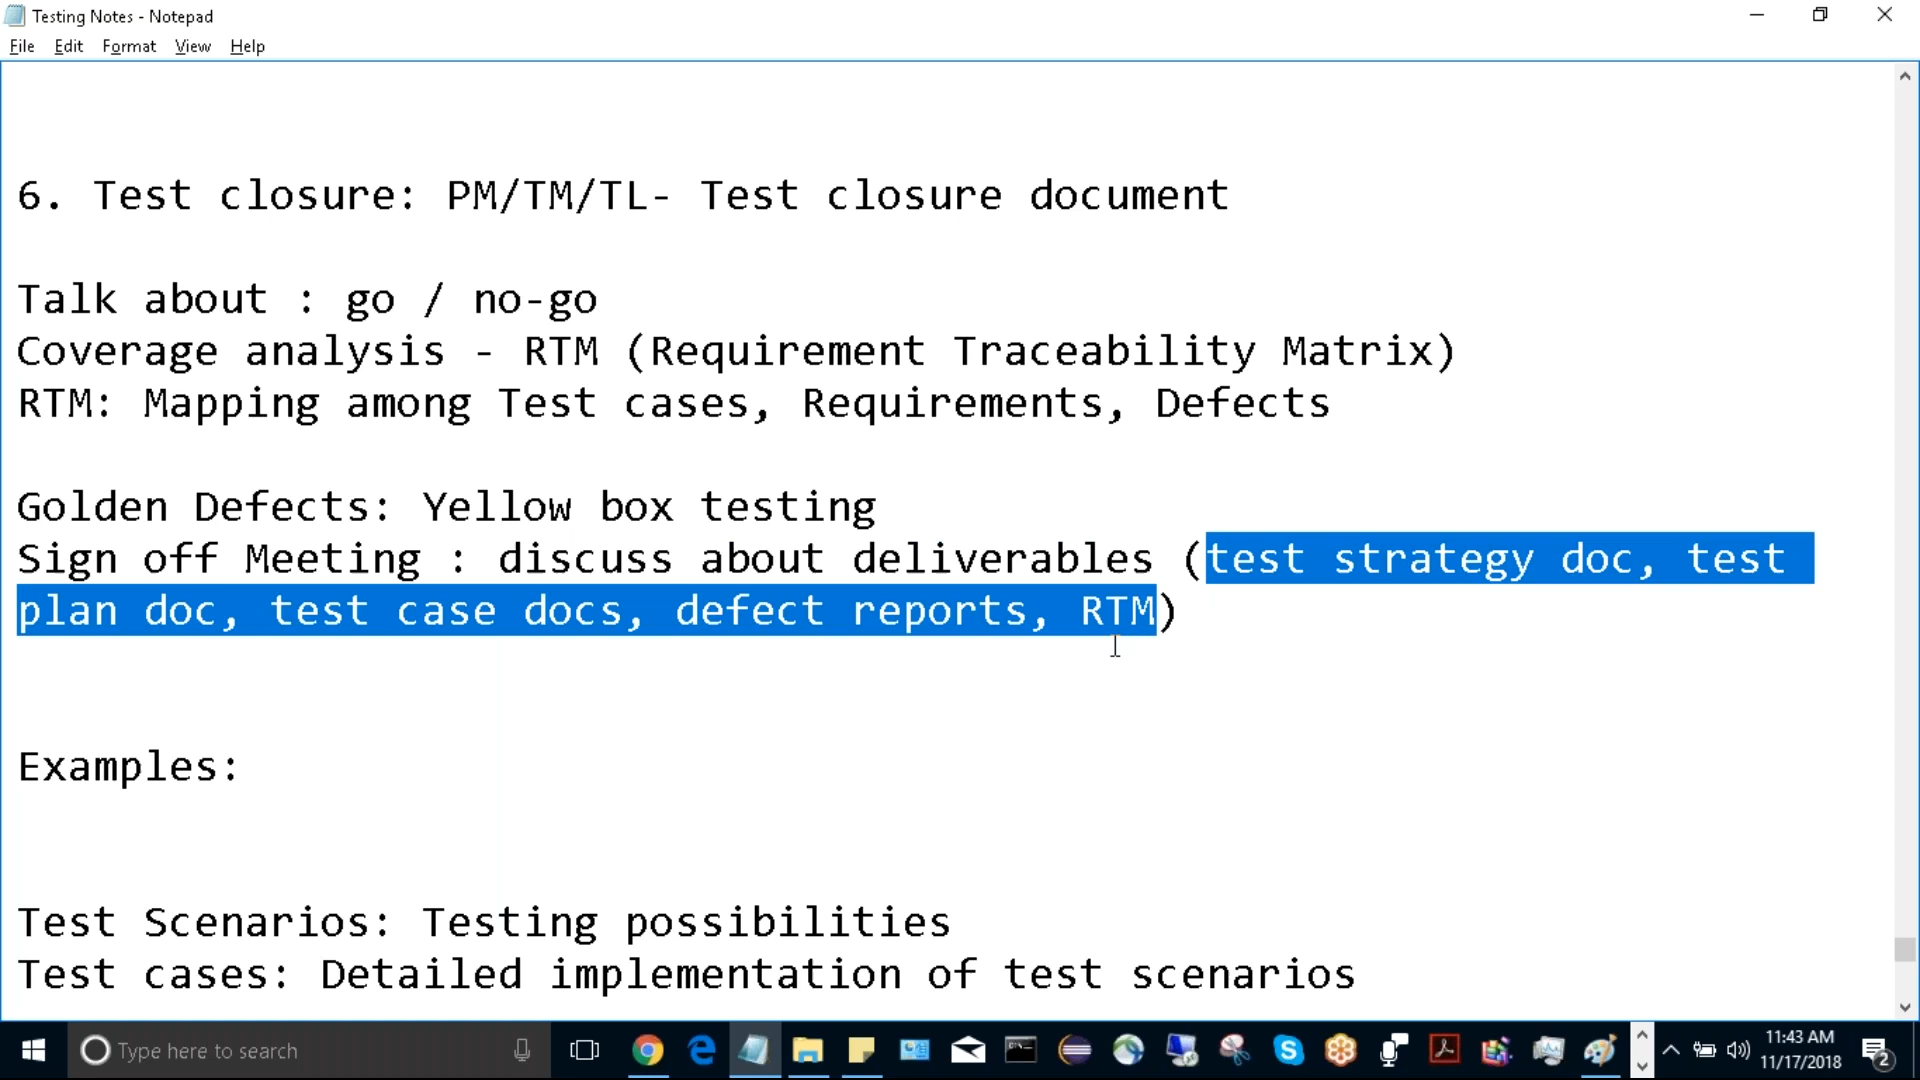 Testing Notes - Notepad
File Edit Format View Help
6. Test closure: PM/TM/TL- Test closure document
Talk about : go / no-go
Coverage analysis - RTM (Requirement Traceability Matrix)
RTM: Mapping among Test cases, Requirements, Defects
Golden Defects: Yellow box testing
Sign off Meeting : discuss about deliverables (test strategy doc, test
plan doc, test case docs, defect reports, RTM)
Examples:
Test Scenarios: Testing possibilities
Test cases: Detailed implementation of test scenarios
Type here to search
11:43 AM
11/17/2018
2